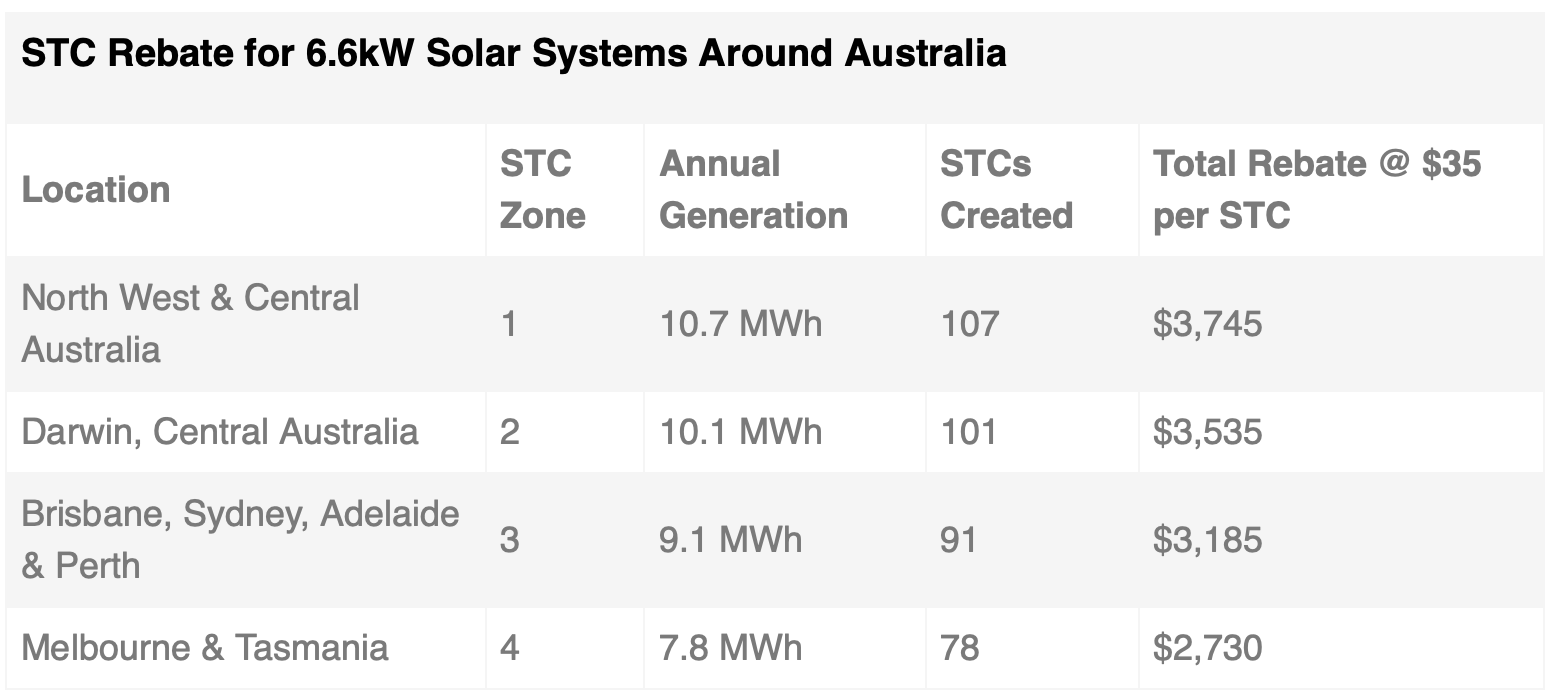 STC Rebate for 6.6kW Solar Systems Around Australia
Location
STC
Zone
Annual
Generation
STCs
Created
Total Rebate @ $35
per STC
North West & Central
Australia
1
10.7 MWh
107
$3,745
Darwin, Central Australia
2
10.1 MWh
101
$3,535
Brisbane, Sydney, Adelaide
& Perth
3
9.1 MWh
91
$3,185
Melbourne & Tasmania
4
7.8 MWh
78
$2,730